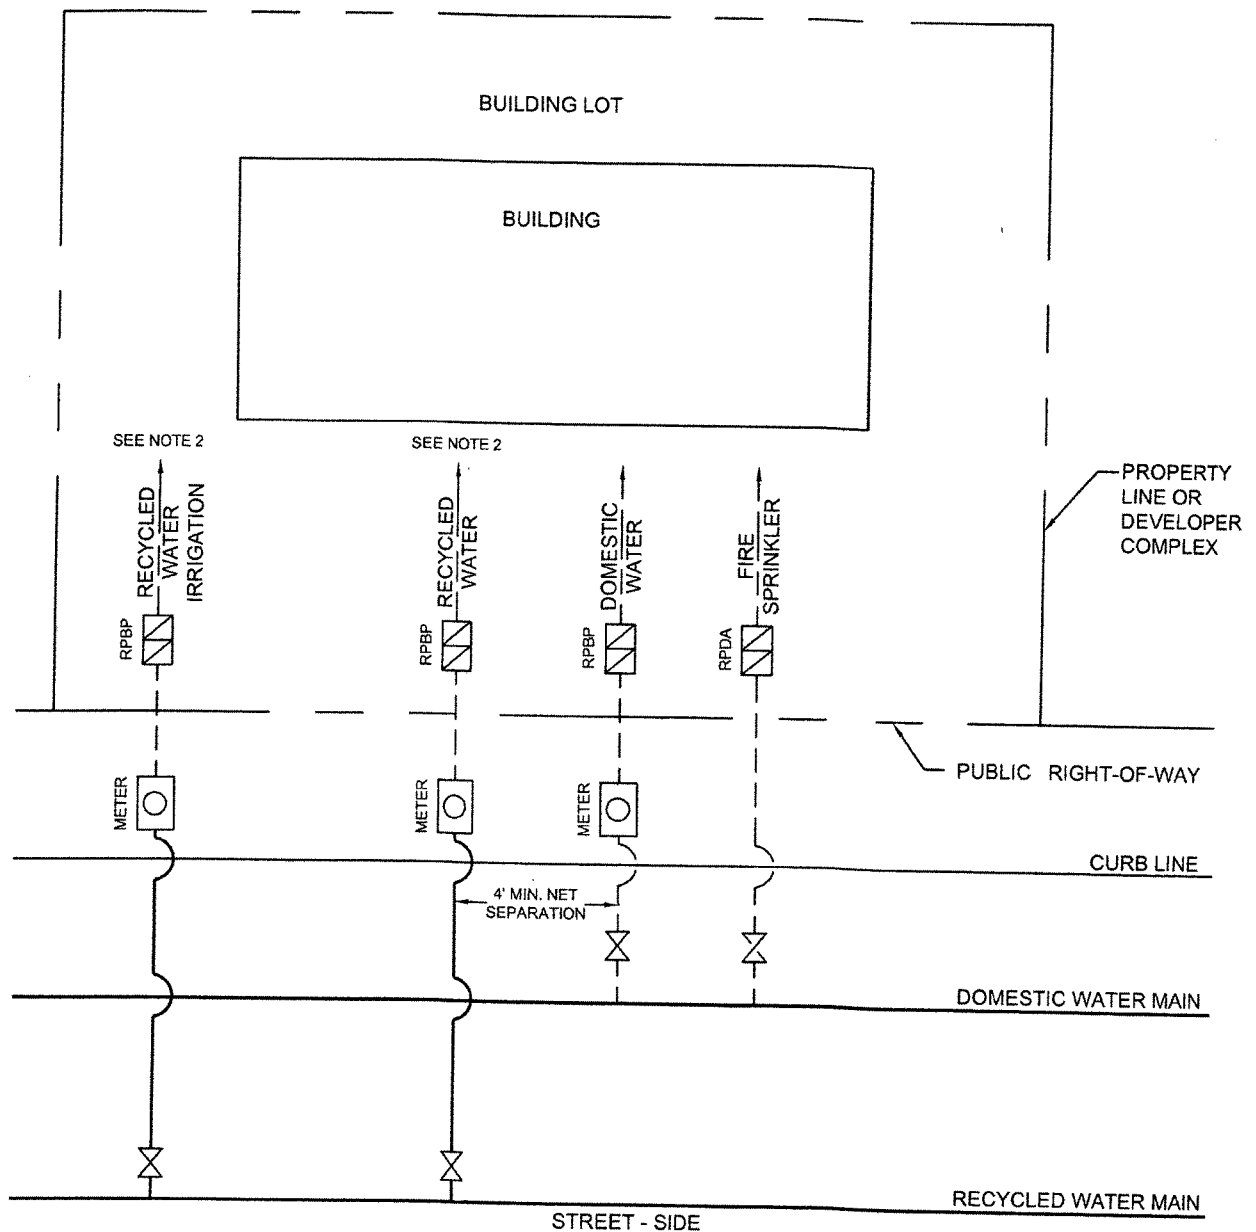 BUILDING LOT
BUILDING
SEE NOTE 2
SEE NOTE 2
RECYCLED
WATER
IRRIGATION
RECYCLED
WATER
DOMESTIC
WATER
FIRE
SPRINKLER
PROPERTY
LINE OR
DEVELOPER
COMPLEX
RPBP
RPBP
RPBP
RPDA
PUBLIC RIGHT-OF-WAY
METER
METER
METER
CURB LINE
4' MIN. NET
SEPARATION
DOMESTIC WATER MAIN
RECYCLED WATER MAIN
STREET - SIDE